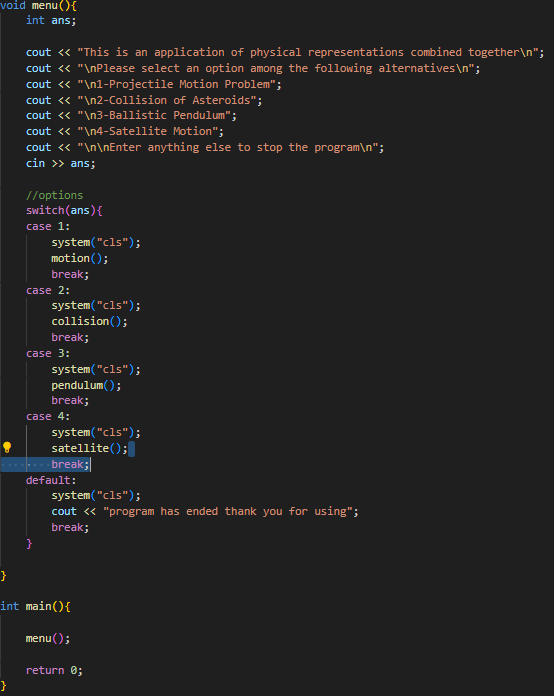 void menu(){
int ans;
cout << "This is an application of physical representations combined together\n";
cout << "\nPlease select an option among the following alternatives\n";
cout << "\n1-Projectile Motion Problem";
cout << "\n2-Collision of Asteroids";
cout << "\n3-Ballistic Pendulum";
cout << "\n4-Satellite Motion";
cout << "\n\nEnter anything else to stop the program\n";
cin >> ans;
//options
switch(ans){
case 1:
system("cls");
motion();
break;
case 2:
system("cls");
collision();
break;
case 3:
system("cls");
pendulum();
break;
case 4:
system("cls");
satellite();
break;
default:
system("cls");
cout << "program has ended thank you for using";
break;
}
}
int main(){
menu();
return 0;
}